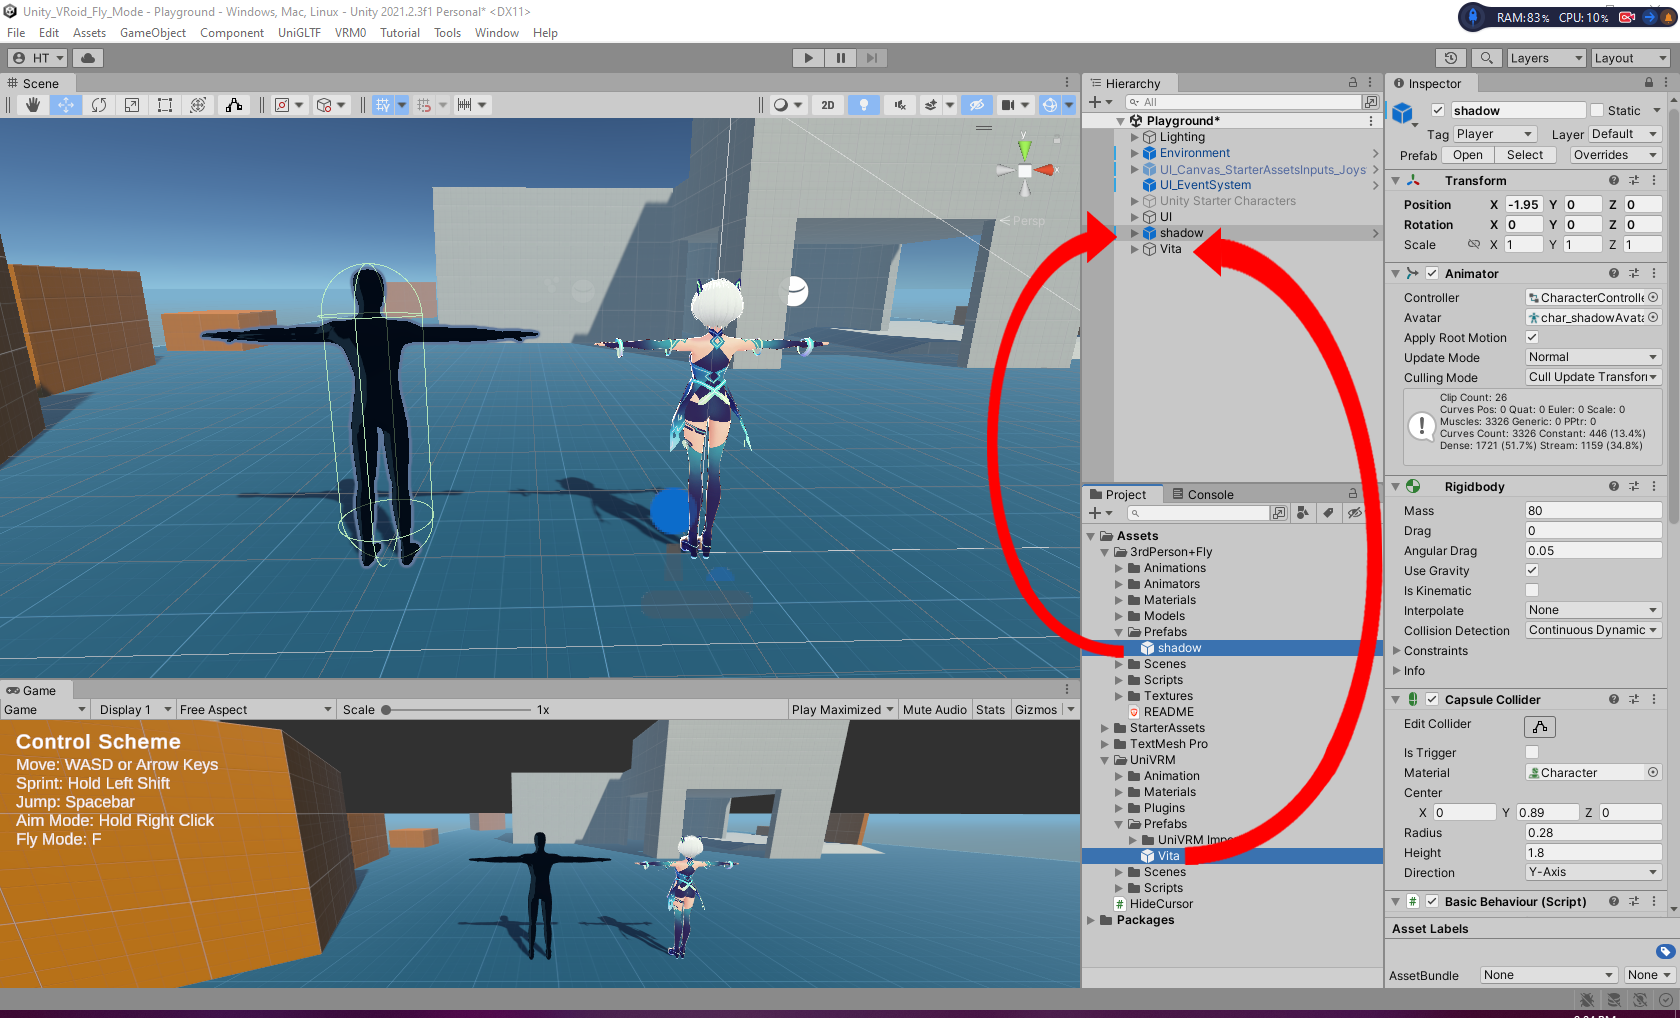 Unity_VRoid_Fly_Mode - Playground - Windows, Mac, Linux - Unity 2021.2.3f1 Personal* <DX11>
RAM:83% CPU:10%
File Edit Assets GameObject Component UniGLTF VRM0 Tutorial Tools Window Help
HT
Layers Layout
Scene
2D
y
x
Persp
Game
Game Display 1 Free Aspect Scale 1x Play Maximized Mute Audio Stats Gizmos
Control Scheme
Move: WASD or Arrow Keys
Sprint: Hold Left Shift
Jump: Spacebar
Aim Mode: Hold Right Click
Fly Mode: F
Hierarchy
All
Playground*
Lighting
Environment
UI_Canvas_StarterAssetsInputs_Joys
UI_EventSystem
Unity Starter Characters
UI
shadow
Vita
Project Console
Assets
3rdPerson+Fly
Animations
Animators
Materials
Models
Prefabs
shadow
Scenes
Scripts
Textures
README
StarterAssets
TextMesh Pro
UniVRM
Animation
Materials
Plugins
Prefabs
UniVRM
Vita
Scenes
Scripts
HideCursor
Packages
Inspector
shadow Static
Tag Player Layer Default
Prefab Open Select Overrides
Transform
Position X -1.95 Y 0 Z 0
Rotation X 0 Y 0 Z 0
Scale X 1 Y 1 Z 1
Animator
Controller CharacterControlle
Avatar char_shadowAvata
Apply Root Motion
Update Mode Normal
Culling Mode Cull Update Transforr
Clip Count: 26
Curves Pos: 0 Quat: 0 Euler: 0 Scale: 0
Muscles: 3326 Generic: 0 PPtr: 0
Curves Count: 3326 Constant: 446 (13.4%)
Dense: 1721 (51.7%) Stream: 1159 (34.8%)
Rigidbody
Mass 80
Drag 0
Angular Drag 0.05
Use Gravity
Is Kinematic
Interpolate None
Collision Detection Continuous Dynamic
Constraints
Info
Capsule Collider
Edit Collider
Is Trigger
Material Character
Center
X 0 Y 0.89 Z 0
Radius 0.28
Height 1.8
Direction Y-Axis
Basic Behaviour (Script)
Asset Labels
AssetBundle None None